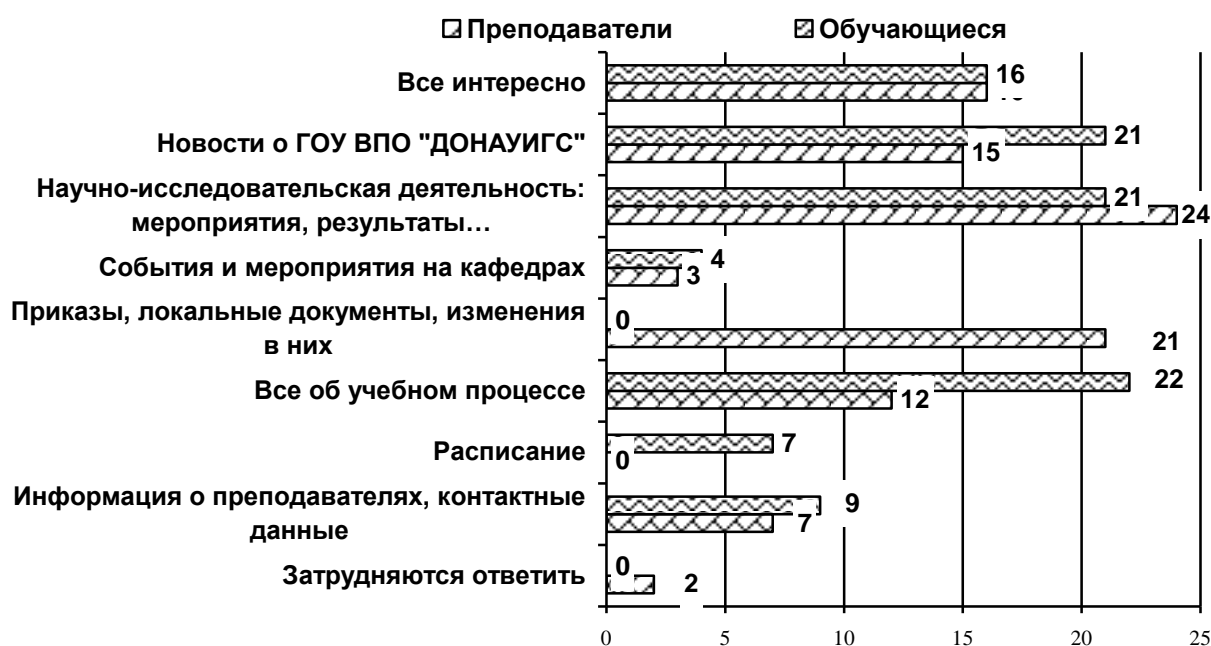 Преподаватели Обучающиеся
Все интересно
16
Новости о ГОУ ВПО "ДОНАУИГС"
21
15
Научно-исследовательская деятельность:
мероприятия, результаты…
21
24
События и мероприятия на кафедрах
4
3
Приказы, локальные документы, изменения
в них
0
21
Все об учебном процессе
22
12
Расписание
7
0
Информация о преподавателях, контактные
данные
9
7
Затрудняются ответить
0
2
0 5 10 15 20 25